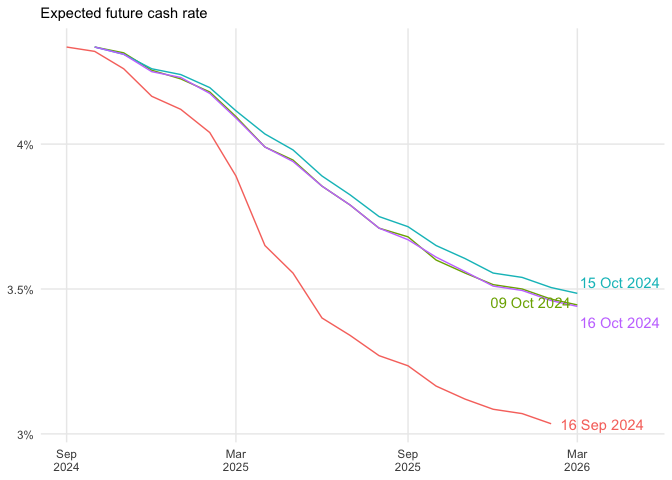 Expected future cash rate
4%
3.5%
3%
15 Oct 2024
09 Oct 2024
16 Oct 2024
16 Sep 2024
Sep
2024
Mar
2025
Sep
2025
Mar
2026